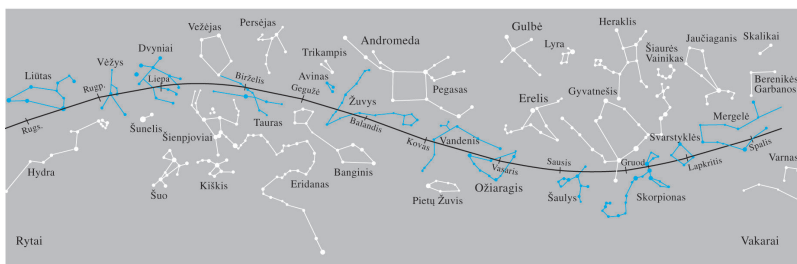 Liūtas
Vėžys
Dvyniai
Vežėjas
Persėjas
Trikampis
Andromeda
Gulbė
Lyra
Heraklis
Šiaurės
Vainikas
Jaučiaganis
Skalikai
Berenikės
Garbanos
Rugs.
Rugp.
Liepa
Birželis
Gegužė
Avinas
Žuvys
Pegasas
Erelis
Gyvatnešis
Mergelė
Šunelis
Šienpjoviai
Tauras
Balandis
Kovas
Vandenis
Vasaris
Sausis
Gruod.
Svarstyklės
Lapkritis
Spalis
Hydra
Šuo
Kiškis
Eridanas
Banginis
Pietų Žuvis
Ožiaragis
Šaulys
Skorpionas
Varnas
Rytai
Vakarai